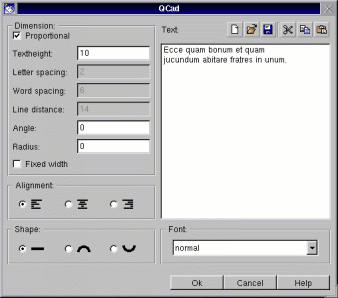 QCad
Dimension:
Proportional
Textheight: 10
Letter spacing: 2
Word spacing: 6
Line distance: 14
Angle: 0
Radius: 0
Fixed width
Alignment:
Shape:
Text:
Ecce quam bonum et quam
jucundum abitare fratres in unum.
Font:
normal
Ok Cancel Help